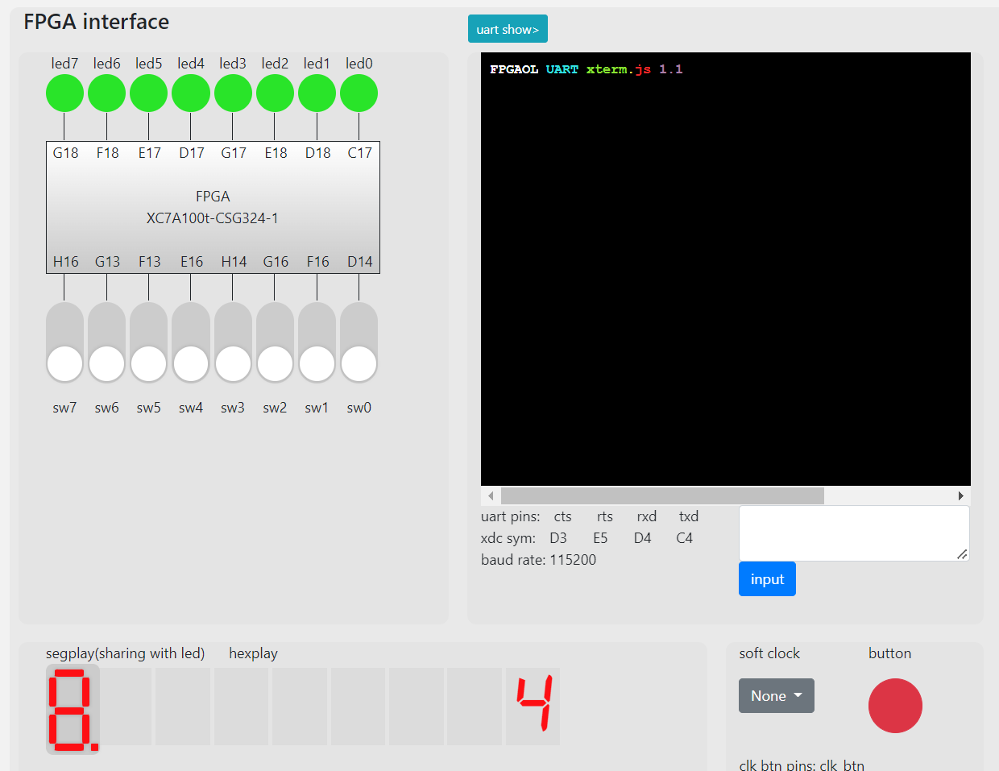 FPGA interface
uart show>
led7 led6 led5 led4 led3 led2 led1 led0
G18 F18 E17 D17 G17 E18 D18 C17
FPGA
XC7A100t-CSG324-1
H16 G13 F13 E16 H14 G16 F16 D14
sw7 sw6 sw5 sw4 sw3 sw2 sw1 sw0
FPGAOL UART xterm.js 1.1
uart pins: cts rts rxd txd
xdc sym: D3 E5 D4 C4
baud rate: 115200
input
segplay(sharing with led) hexplay
8. 4
soft clock button
None
clk btn pins: clk_btn